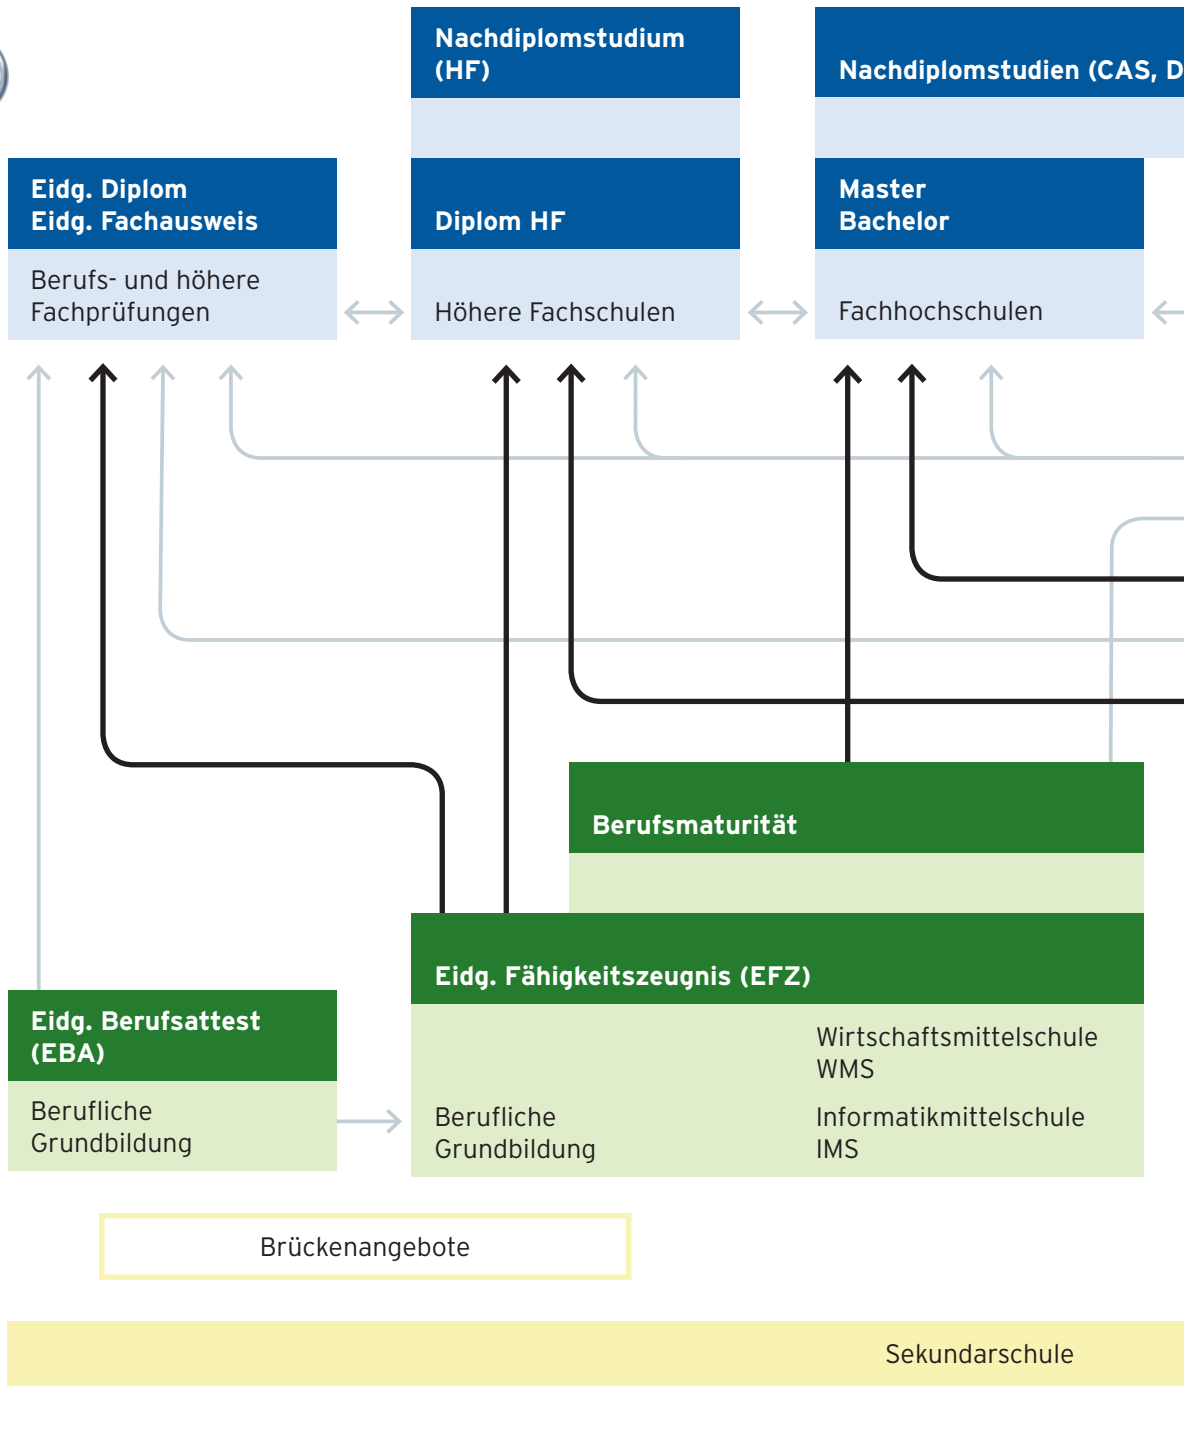 Nachdiplomstudium
(HF)
Nachdiplomstudien (CAS, D
Eidg. Diplom
Eidg. Fachausweis
Diplom HF
Master
Bachelor
Berufs- und höhere
Fachprüfungen
Höhere Fachschulen
Fachhochschulen
Berufsmaturität
Eidg. Fähigkeitszeugnis (EFZ)
Eidg. Berufsattest
(EBA)
Wirtschaftsmittelschule
WMS
Berufliche
Grundbildung
Berufliche
Grundbildung
Informatikmittelschule
IMS
Brückenangebote
Sekundarschule